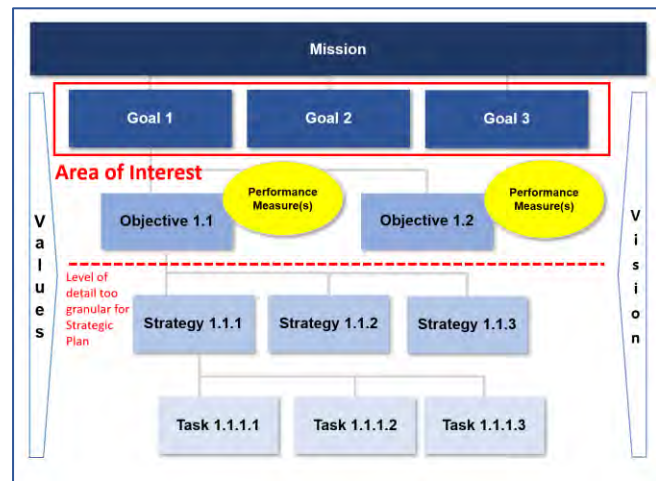 Mission
Goal 1
Goal 2
Goal 3
Area of Interest
Performance
Measure(s)
Performance
Measure(s)
Objective 1.1
Objective 1.2
Values
Vision
Level of
detail too
granular for
Strategic
Plan
Strategy 1.1.1
Strategy 1.1.2
Strategy 1.1.3
Task 1.1.1.1
Task 1.1.1.2
Task 1.1.1.3